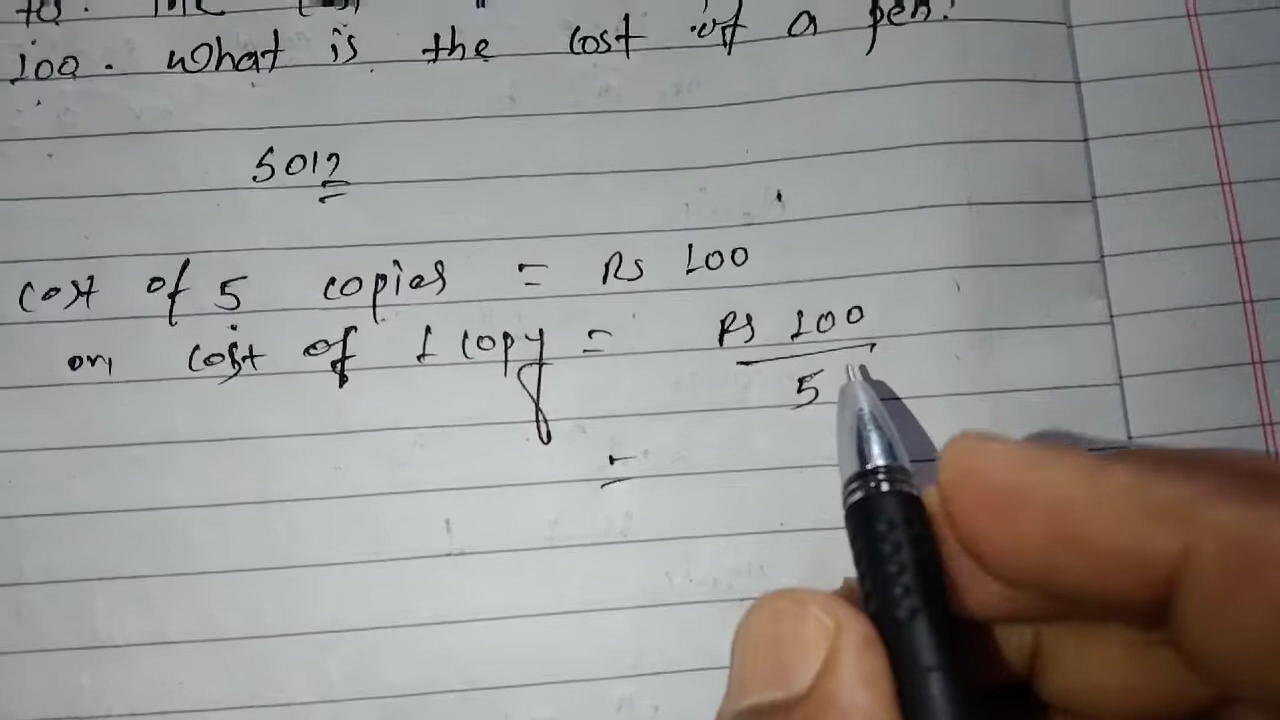 100. What is the cost of a pen.
Soln
cost of 5 copies = Rs 100
or, cost of 1 copy = Rs 100
5
=